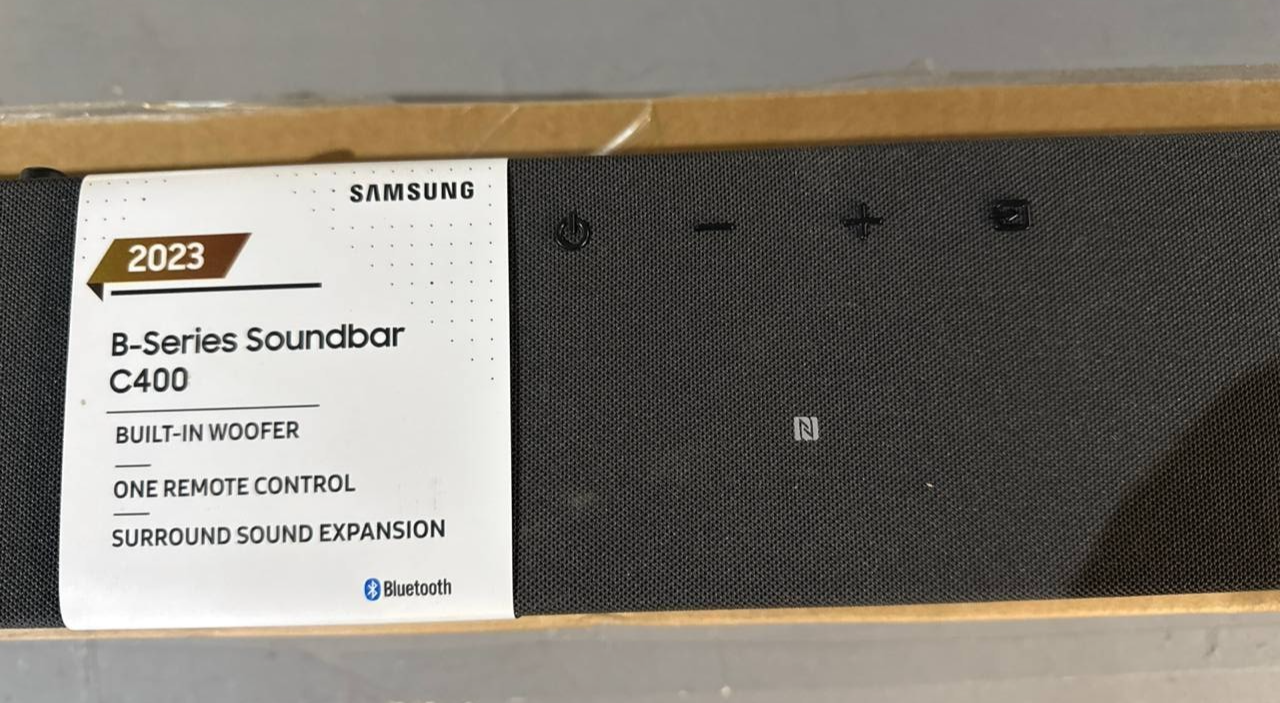 SAMSUNG
2023
B-Series Soundbar
C400
BUILT-IN WOOFER
ONE REMOTE CONTROL
SURROUND SOUND EXPANSION
Bluetooth